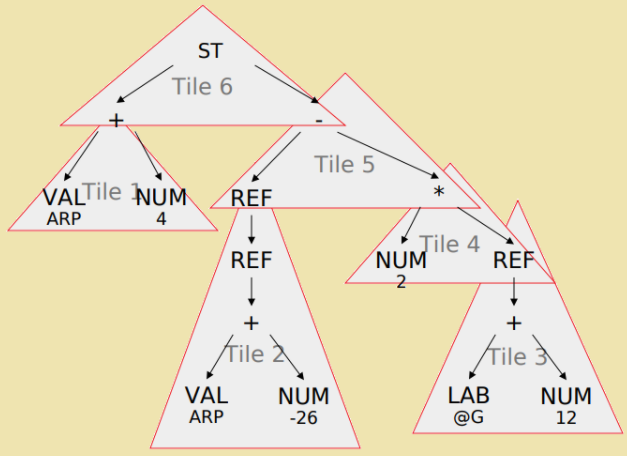 ST
Tile 6
+
-
Tile 5
VAL
ARP
Tile 1
NUM
4
REF
*
REF
NUM
2
Tile 4
REF
+
Tile 2
+
Tile 3
VAL
ARP
NUM
-26
LAB
@G
NUM
12